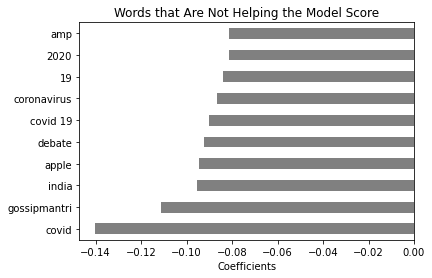 Words that Are Not Helping the Model Score
amp
2020
19
coronavirus
covid 19
debate
apple
india
gossipmantri
covid
−0.14 −0.12 −0.10 −0.08 −0.06 −0.04 −0.02 0.00
Coefficients